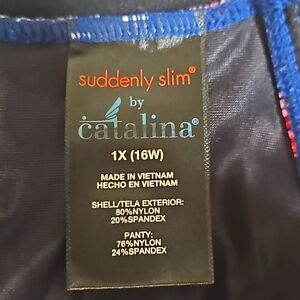 suddenly slim®
by
catalina®
1X (16W)
MADE IN VIETNAM
HECHO EN VIETNAM
SHELL/TELA EXTERIOR:
80%NYLON
20%SPANDEX
PANTY:
76%NYLON
24%SPANDEX